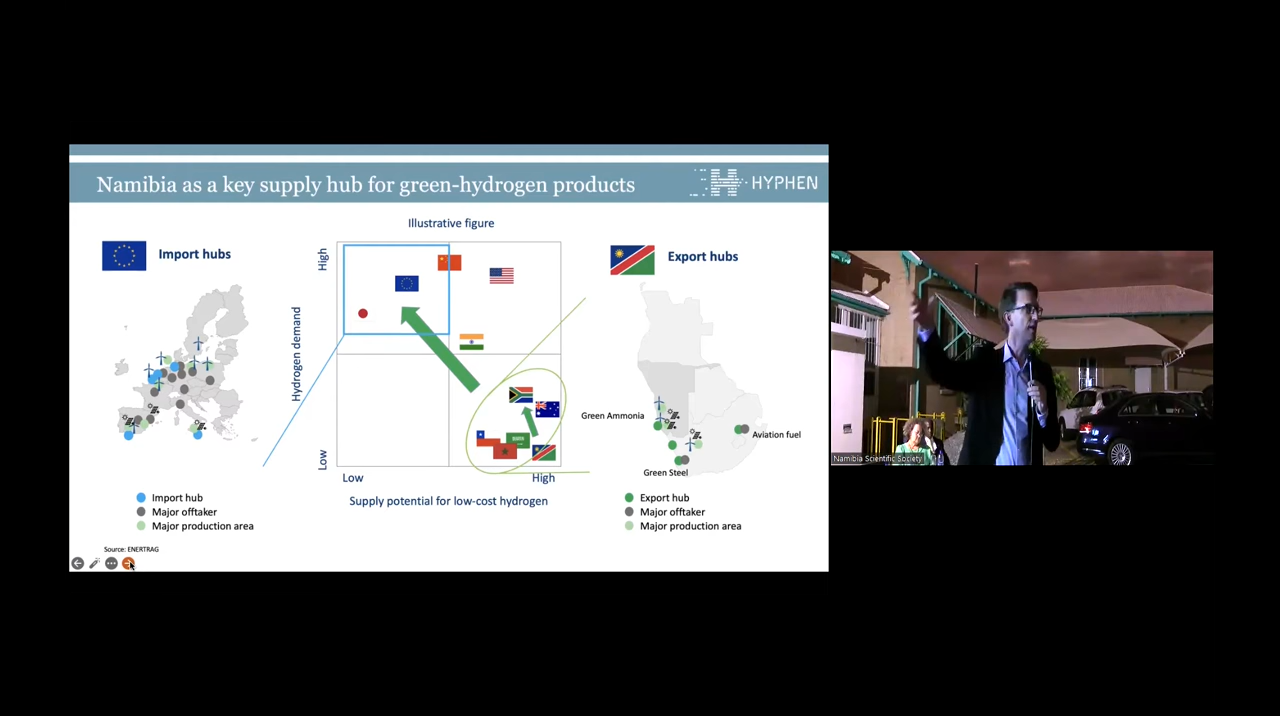 Namibia as a key supply hub for green-hydrogen products
HYPHEN
Illustrative figure
Import hubs
Export hubs
High
Hydrogen demand
Low
Low
High
Supply potential for low-cost hydrogen
Green Ammonia
Aviation fuel
Green Steel
Import hub
Major offtaker
Major production area
Export hub
Major offtaker
Major production area
Source: ENERTRAG
Namibia Scientific Society